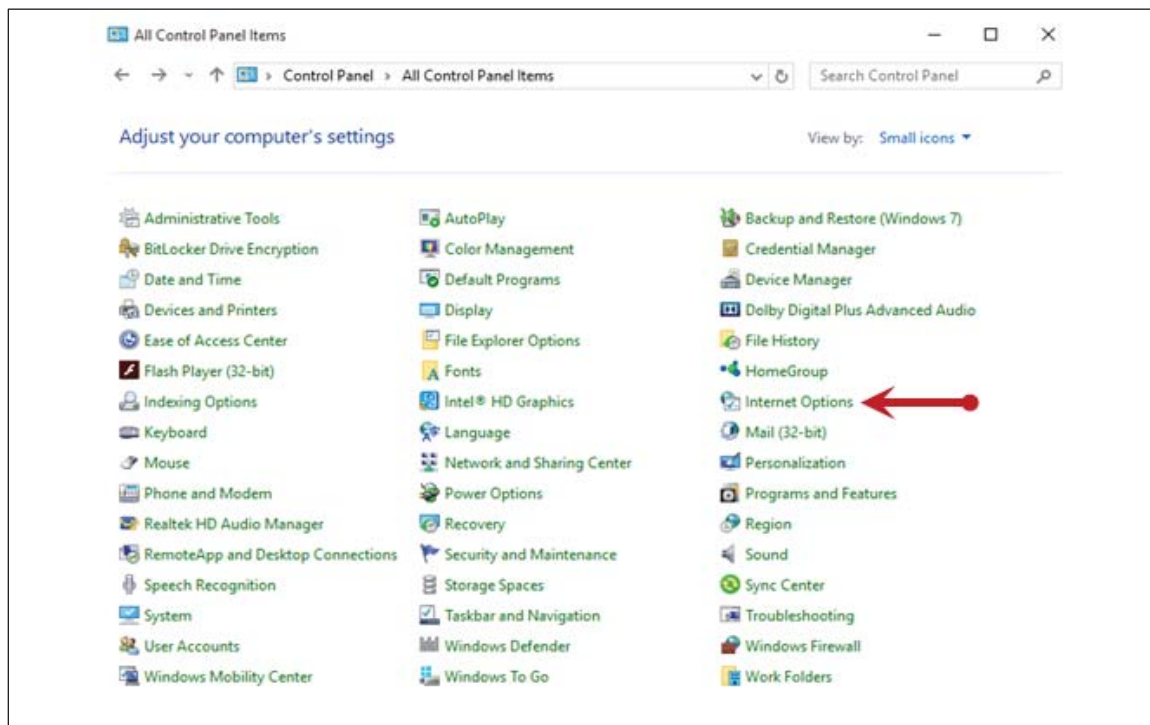 All Control Panel Items
Control Panel > All Control Panel Items
Search Control Panel
Adjust your computer's settings
View by: Small icons
Administrative Tools
AutoPlay
Backup and Restore (Windows 7)
BitLocker Drive Encryption
Color Management
Credential Manager
Date and Time
Default Programs
Device Manager
Devices and Printers
Display
Dolby Digital Plus Advanced Audio
Ease of Access Center
File Explorer Options
File History
Flash Player (32-bit)
Fonts
HomeGroup
Indexing Options
Intel® HD Graphics
Internet Options
Keyboard
Language
Mail (32-bit)
Mouse
Network and Sharing Center
Personalization
Phone and Modem
Power Options
Programs and Features
Realtek HD Audio Manager
Recovery
Region
RemoteApp and Desktop Connections
Security and Maintenance
Sound
Speech Recognition
Storage Spaces
Sync Center
System
Taskbar and Navigation
Troubleshooting
User Accounts
Windows Defender
Windows Firewall
Windows Mobility Center
Windows To Go
Work Folders